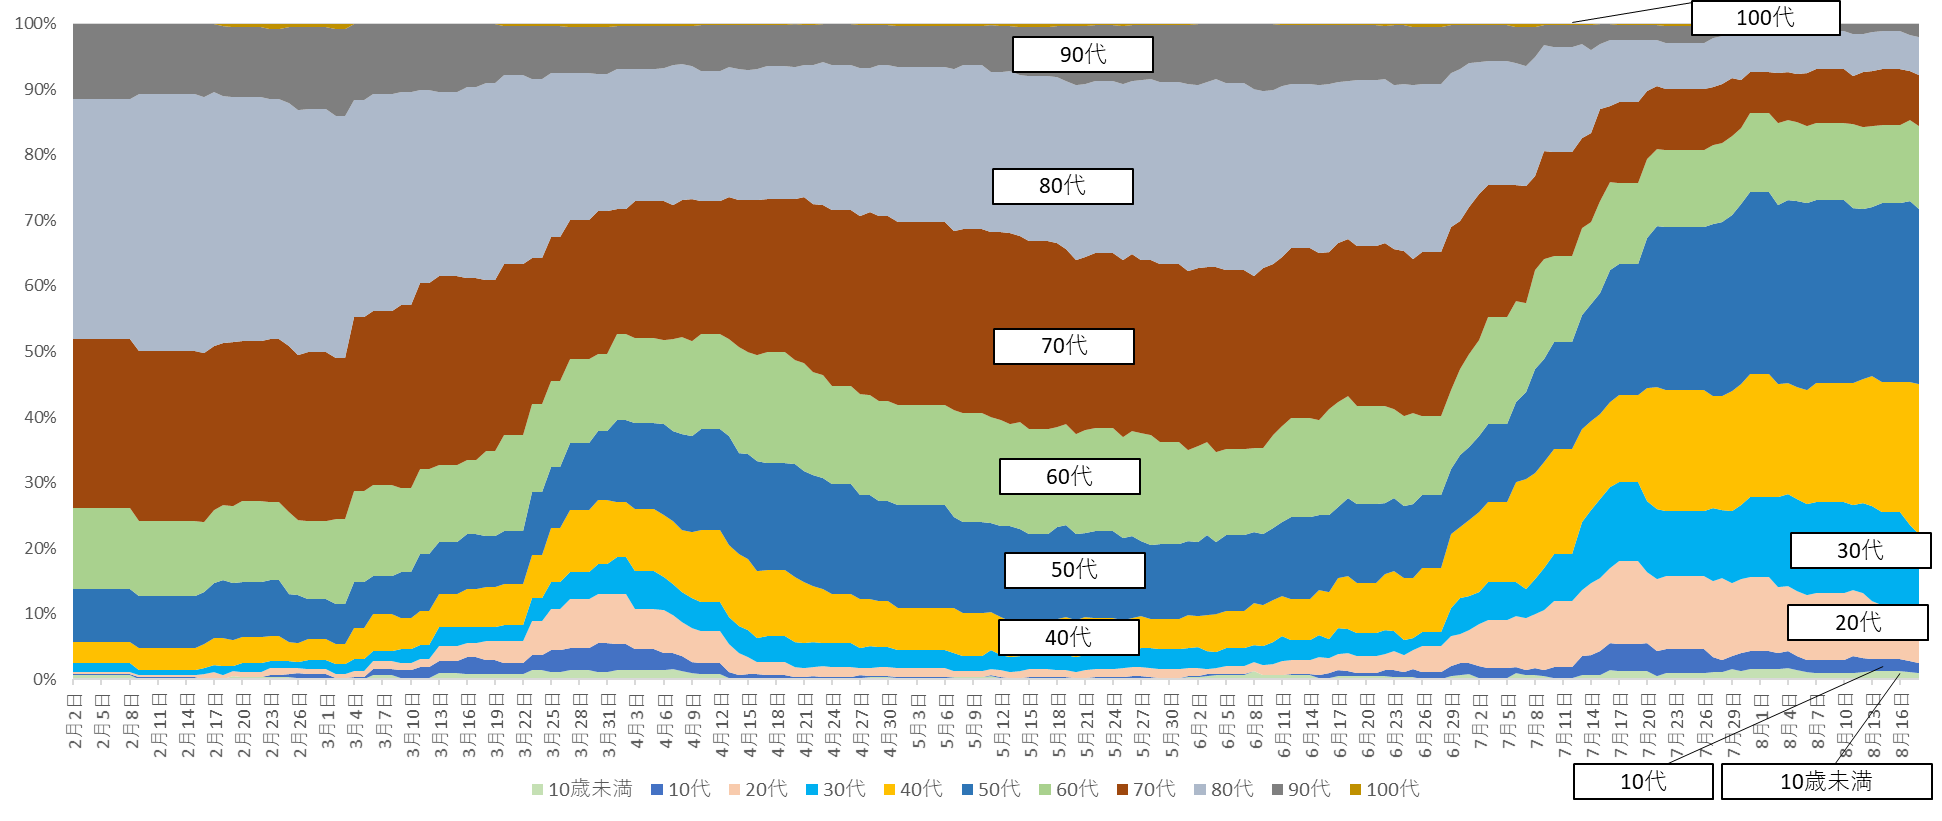 100%
90%
80%
70%
60%
50%
40%
30%
20%
10%
0%
100代
90代
80代
70代
60代
50代
40代
30代
20代
10代
10歳未満
2月2日
2月5日
2月8日
2月11日
2月14日
2月17日
2月20日
2月23日
2月26日
3月1日
3月4日
3月7日
3月10日
3月13日
3月16日
3月19日
3月22日
3月25日
3月28日
3月31日
4月3日
4月6日
4月9日
4月12日
4月15日
4月18日
4月21日
4月24日
4月27日
4月30日
5月3日
5月6日
5月9日
5月12日
5月15日
5月18日
5月21日
5月24日
5月27日
5月30日
6月2日
6月5日
6月8日
6月11日
6月14日
6月17日
6月20日
6月23日
6月26日
6月29日
7月2日
7月5日
7月8日
7月11日
7月14日
7月17日
7月20日
7月23日
7月26日
7月29日
8月1日
8月4日
8月7日
8月10日
8月13日
8月16日
10歳未満 10代 20代 30代 40代 50代 60代 70代 80代 90代 100代